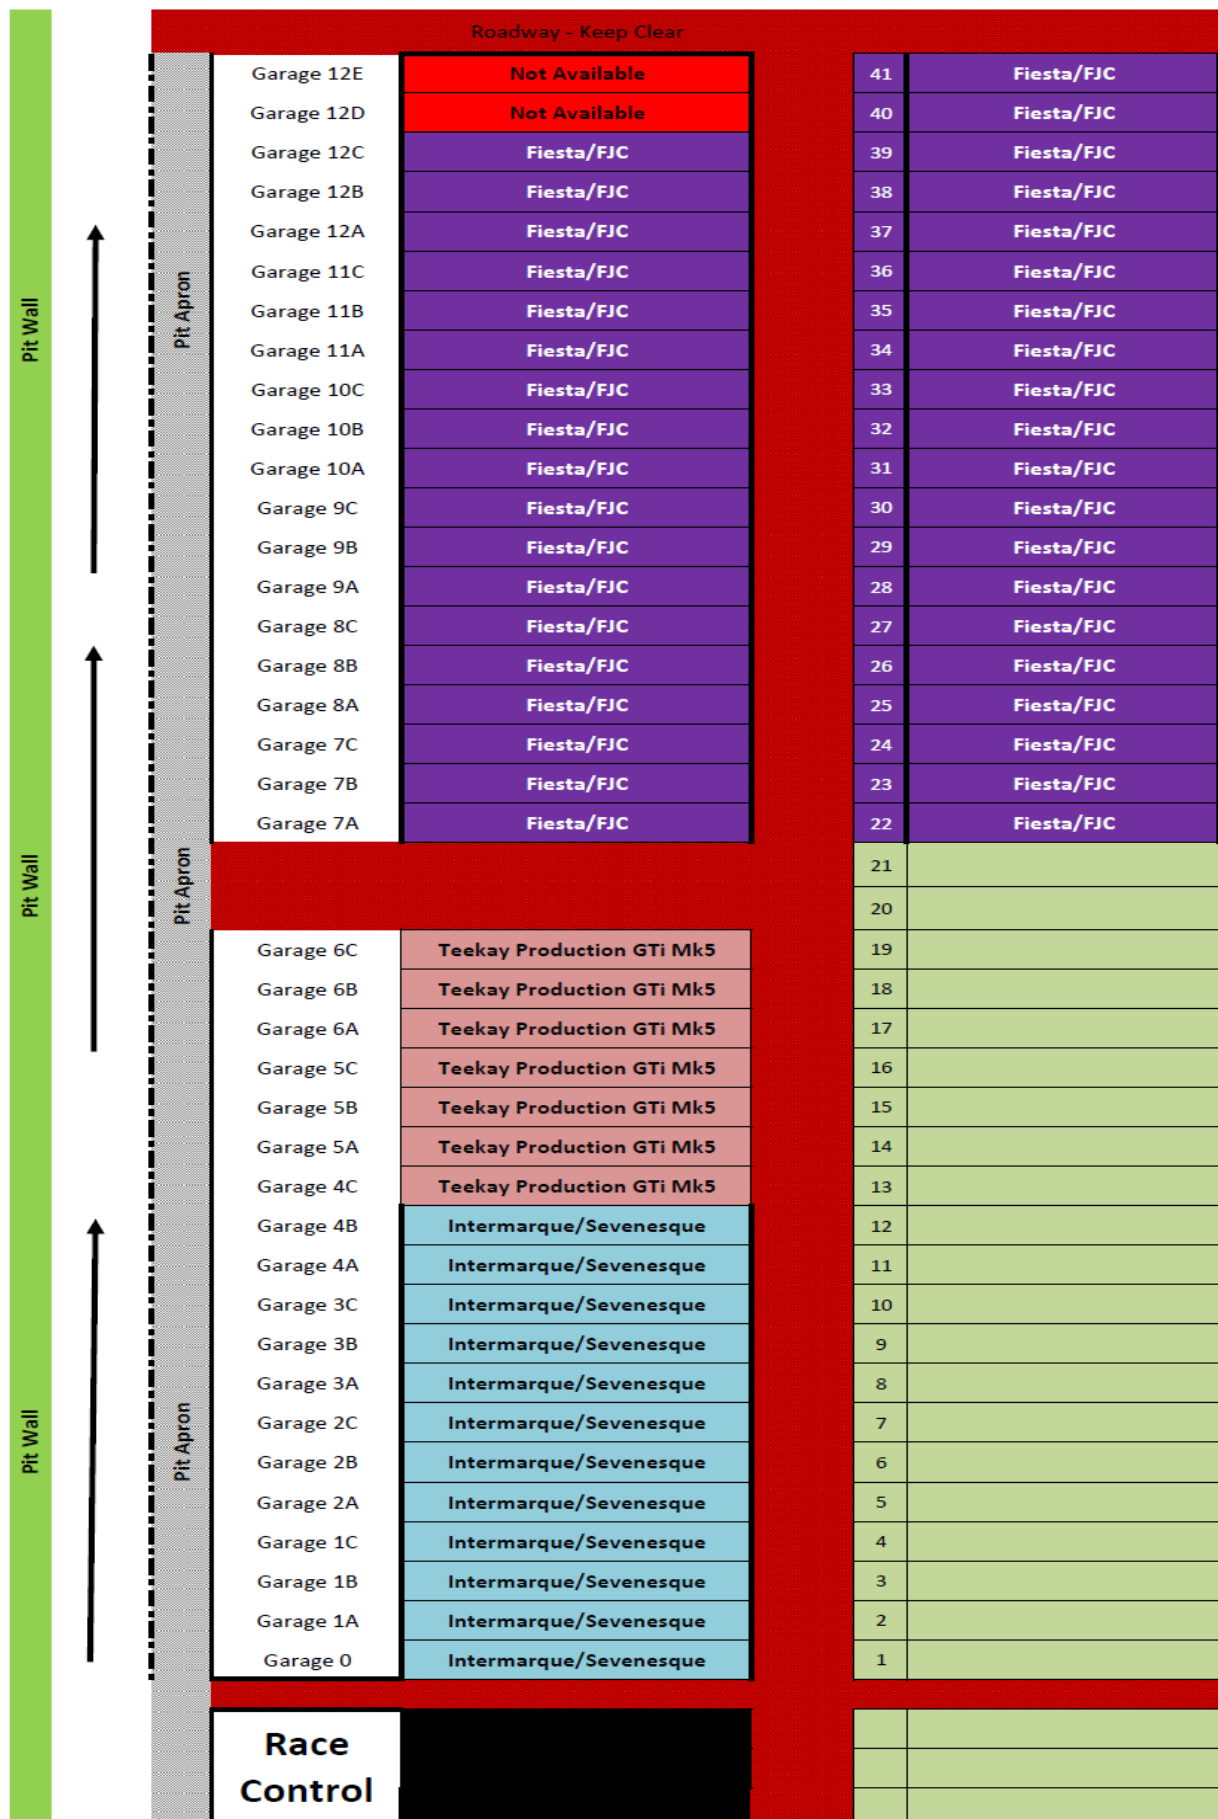 Roadway - Keep Clear
Garage 12E Not Available 41 Fiesta/FJC
Garage 12D Not Available 40 Fiesta/FJC
Garage 12C Fiesta/FJC 39 Fiesta/FJC
Garage 12B Fiesta/FJC 38 Fiesta/FJC
Garage 12A Fiesta/FJC 37 Fiesta/FJC
Garage 11C Fiesta/FJC 36 Fiesta/FJC
Garage 11B Fiesta/FJC 35 Fiesta/FJC
Pit Wall
Pit Apron
Garage 11A Fiesta/FJC 34 Fiesta/FJC
Garage 10C Fiesta/FJC 33 Fiesta/FJC
Garage 10B Fiesta/FJC 32 Fiesta/FJC
Garage 10A Fiesta/FJC 31 Fiesta/FJC
Garage 9C Fiesta/FJC 30 Fiesta/FJC
Garage 9B Fiesta/FJC 29 Fiesta/FJC
Garage 9A Fiesta/FJC 28 Fiesta/FJC
Garage 8C Fiesta/FJC 27 Fiesta/FJC
Garage 8B Fiesta/FJC 26 Fiesta/FJC
Garage 8A Fiesta/FJC 25 Fiesta/FJC
Garage 7C Fiesta/FJC 24 Fiesta/FJC
Garage 7B Fiesta/FJC 23 Fiesta/FJC
Garage 7A Fiesta/FJC 22 Fiesta/FJC
21
Pit Wall
Pit Apron
20
Garage 6C Teekay Production GTi Mk5 19
Garage 6B Teekay Production GTi Mk5 18
Garage 6A Teekay Production GTi Mk5 17
Garage 5C Teekay Production GTi Mk5 16
Garage 5B Teekay Production GTi Mk5 15
Garage 5A Teekay Production GTi Mk5 14
Garage 4C Teekay Production GTi Mk5 13
Garage 4B Intermarque/Sevenesque 12
Garage 4A Intermarque/Sevenesque 11
Garage 3C Intermarque/Sevenesque 10
Garage 3B Intermarque/Sevenesque 9
Garage 3A Intermarque/Sevenesque 8
Garage 2C Intermarque/Sevenesque 7
Pit Wall
Pit Apron
Garage 2B Intermarque/Sevenesque 6
Garage 2A Intermarque/Sevenesque 5
Garage 1C Intermarque/Sevenesque 4
Garage 1B Intermarque/Sevenesque 3
Garage 1A Intermarque/Sevenesque 2
Garage 0 Intermarque/Sevenesque 1
Race
Control